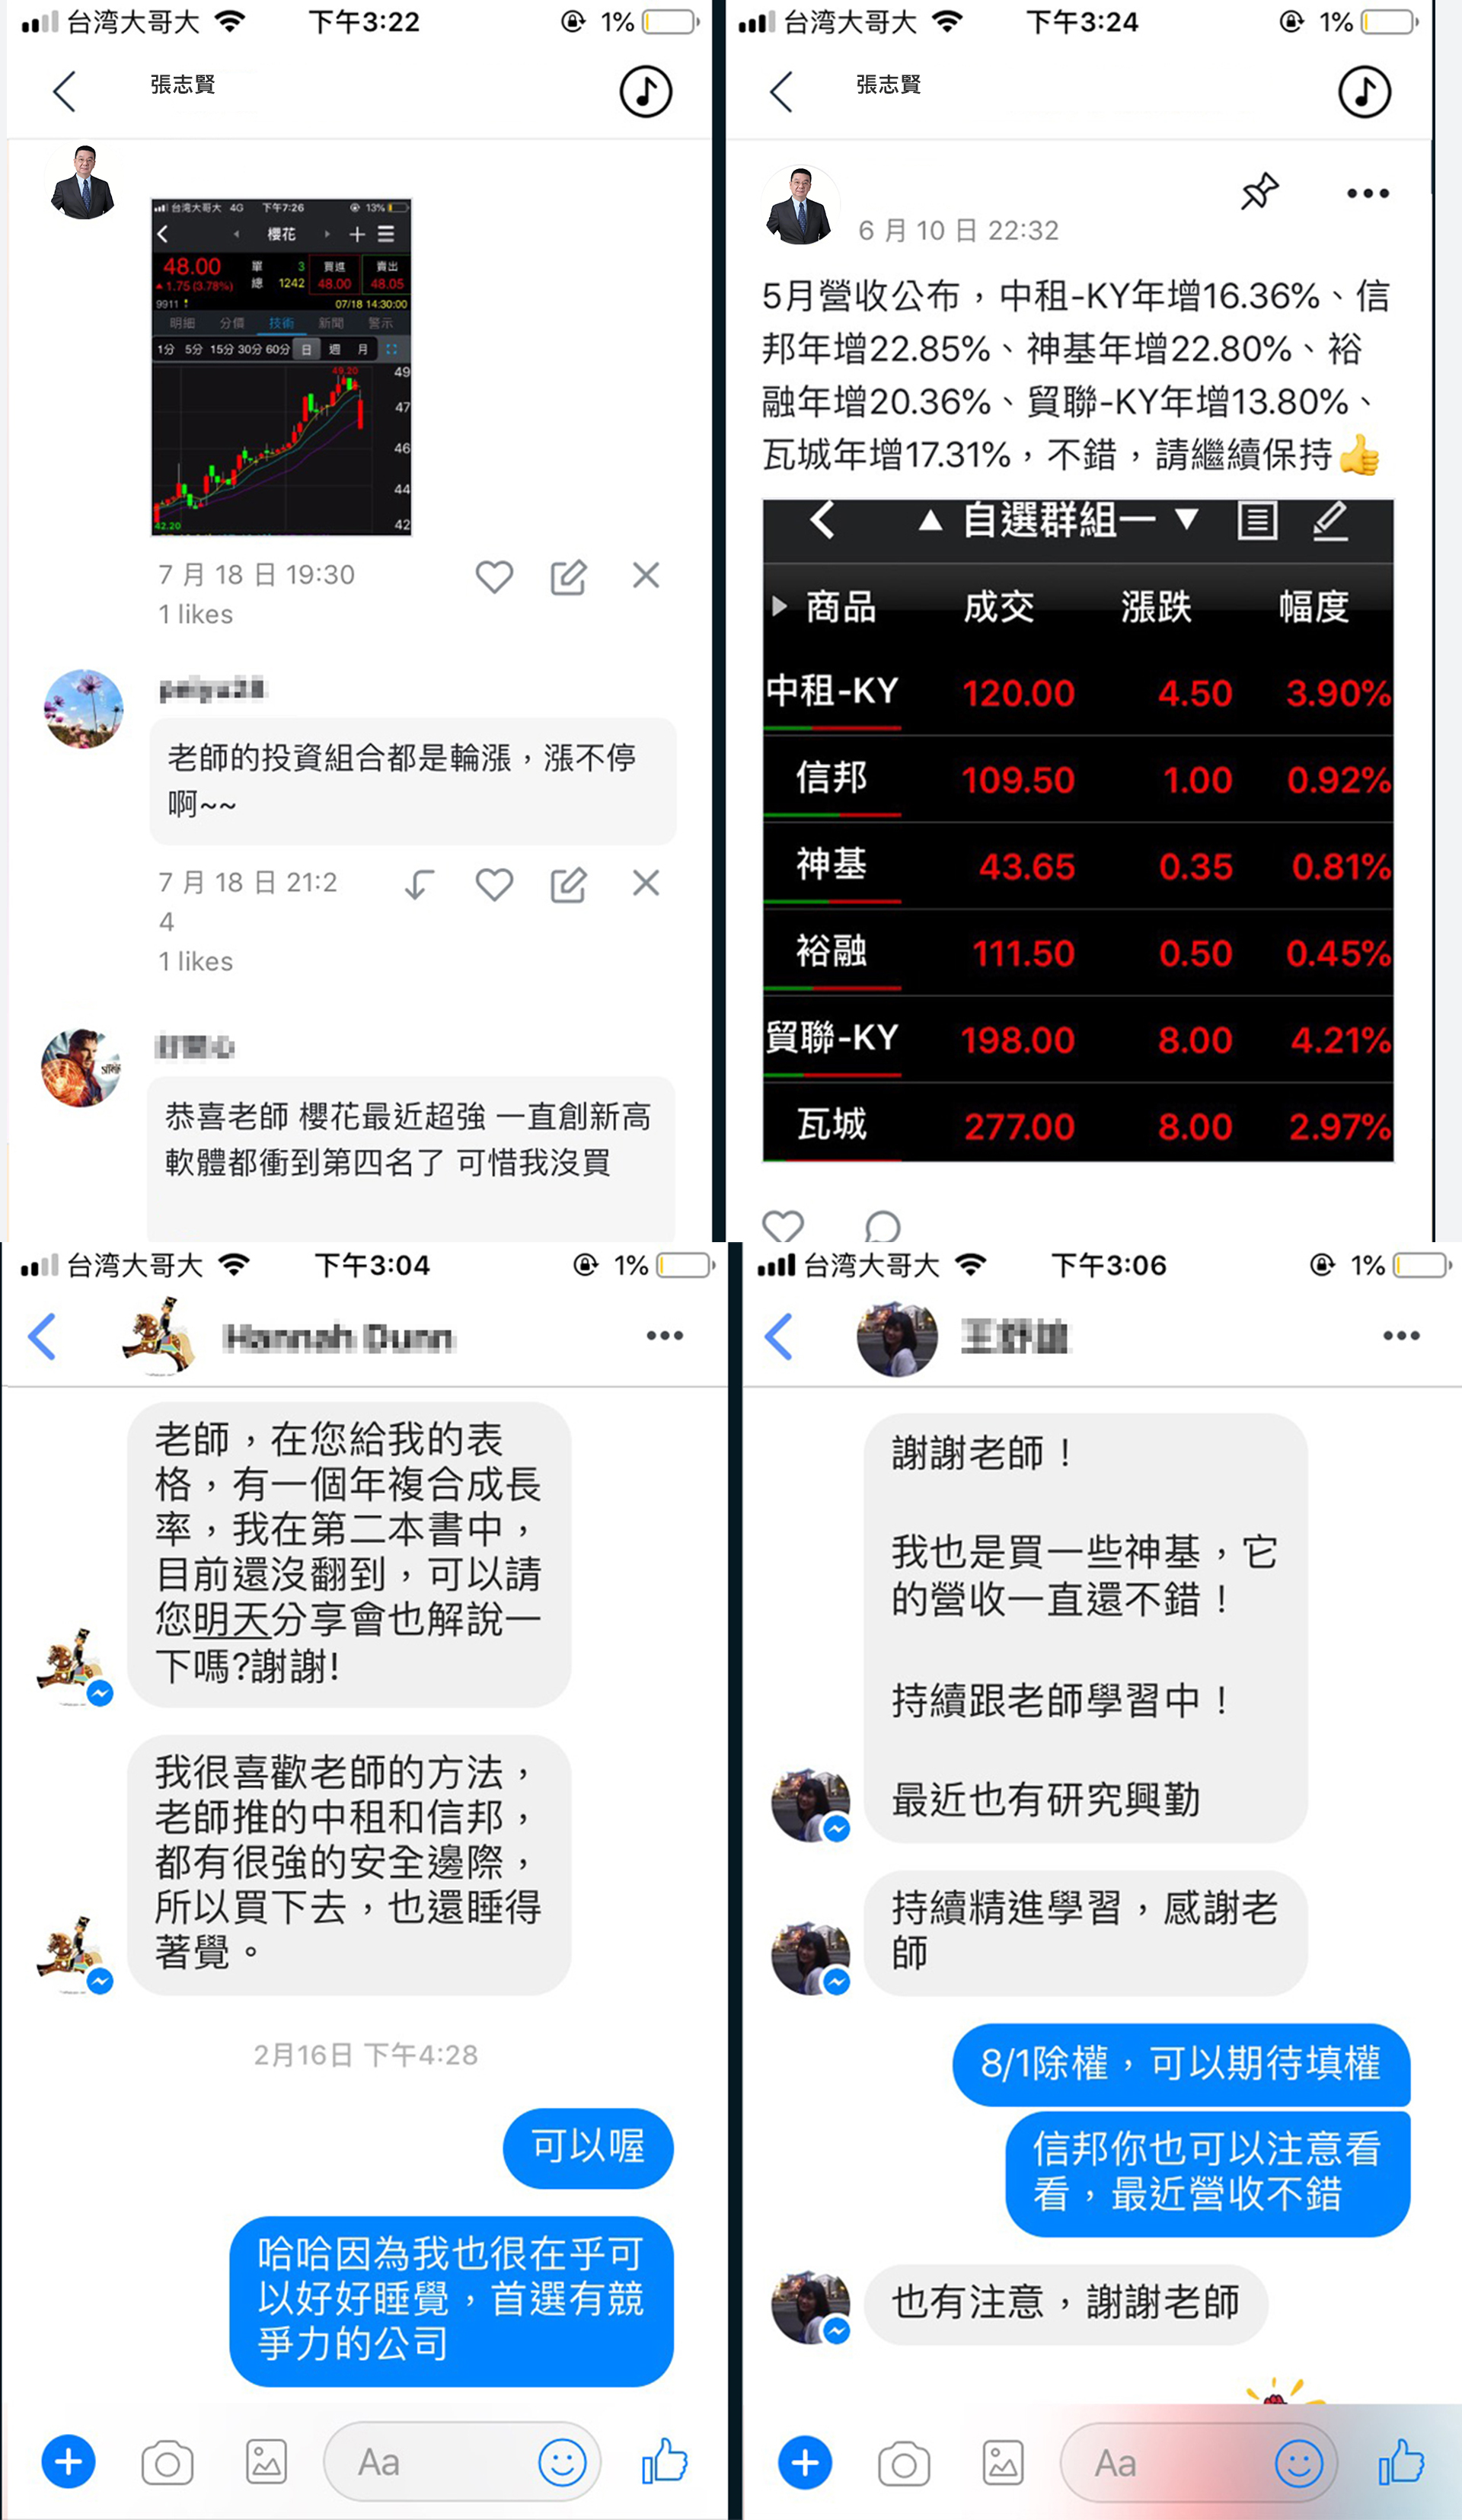 台湾大哥大 下午3:22 1%
張志賢
台灣大哥大 4G 下午7:26 13%
櫻花
48.00 單 3 買進 賣出
▲1.75 (3.78%) 總 1242 48.00 48.05
9911 ! 07/18 14:30:00
明細 分價 技術 新聞 警示
1分 5分 15分 30分 60分 日 週 月
49.20
49
47
46
44
42
42.20
7 月 18 日 19:30
1 likes
老師的投資組合都是輪漲，漲不停
啊~~
7 月 18 日 21:2
4
1 likes
恭喜老師 櫻花最近超強 一直創新高
軟體都衝到第四名了 可惜我沒買
台湾大哥大 下午3:24 1%
張志賢
6 月 10 日 22:32
5月營收公布，中租-KY年增16.36%、信
邦年增22.85%、神基年增22.80%、裕
融年增20.36%、貿聯-KY年增13.80%、
瓦城年增17.31%，不錯，請繼續保持👍
▲ 自選群組一 ▼
商品 成交 漲跌 幅度
中租-KY 120.00 4.50 3.90%
信邦 109.50 1.00 0.92%
神基 43.65 0.35 0.81%
裕融 111.50 0.50 0.45%
貿聯-KY 198.00 8.00 4.21%
瓦城 277.00 8.00 2.97%
台湾大哥大 下午3:04 1%
Hannah Dunn
老師，在您給我的表
格，有一個年複合成長
率，我在第二本書中，
目前還沒翻到，可以請
您明天分享會也解說一
下嗎?謝謝!
我很喜歡老師的方法，
老師推的中租和信邦，
都有很強的安全邊際，
所以買下去，也還睡得
著覺。
2月16日 下午4:28
可以喔
哈哈因為我也很在乎可
以好好睡覺，首選有競
爭力的公司
Aa
台湾大哥大 下午3:06 1%
謝謝老師！
我也是買一些神基，它
的營收一直還不錯！
持續跟老師學習中！
最近也有研究興勤
持續精進學習，感謝老
師
8/1除權，可以期待填權
信邦你也可以注意看
看，最近營收不錯
也有注意，謝謝老師
Aa